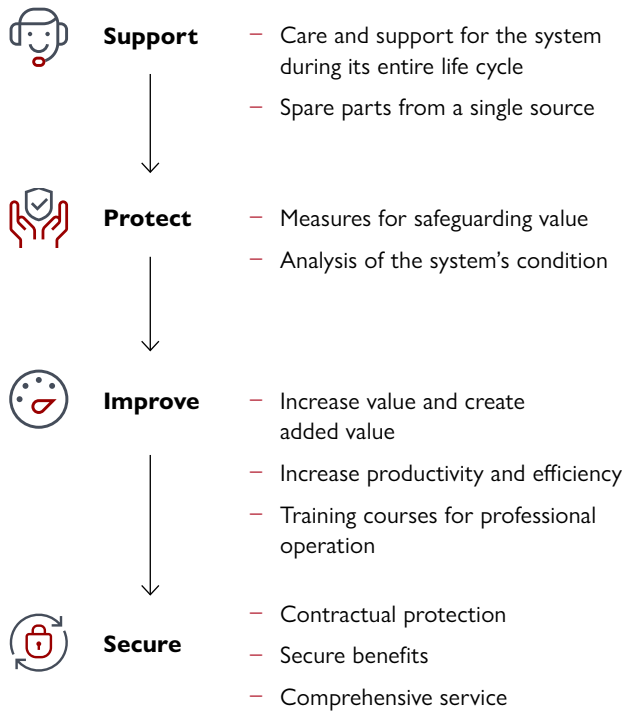 Support
– Care and support for the system
during its entire life cycle
– Spare parts from a single source
Protect
– Measures for safeguarding value
– Analysis of the system’s condition
Improve
– Increase value and create
added value
– Increase productivity and efficiency
– Training courses for professional
operation
Secure
– Contractual protection
– Secure benefits
– Comprehensive service